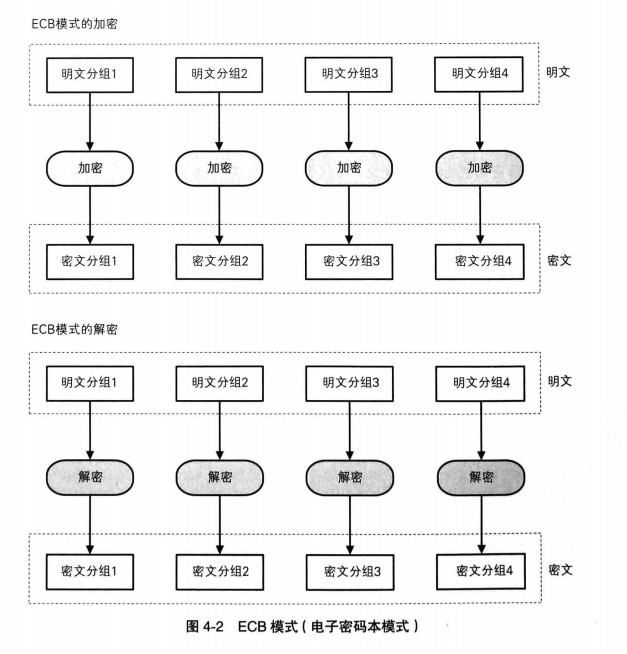 ECB模式的加密
明文分组1 明文分组2 明文分组3 明文分组4 明文
加密 加密 加密 加密
密文分组1 密文分组2 密文分组3 密文分组4 密文
ECB模式的解密
明文分组1 明文分组2 明文分组3 明文分组4 明文
解密 解密 解密 解密
密文分组1 密文分组2 密文分组3 密文分组4 密文
图 4-2 ECB 模式（电子密码本模式）